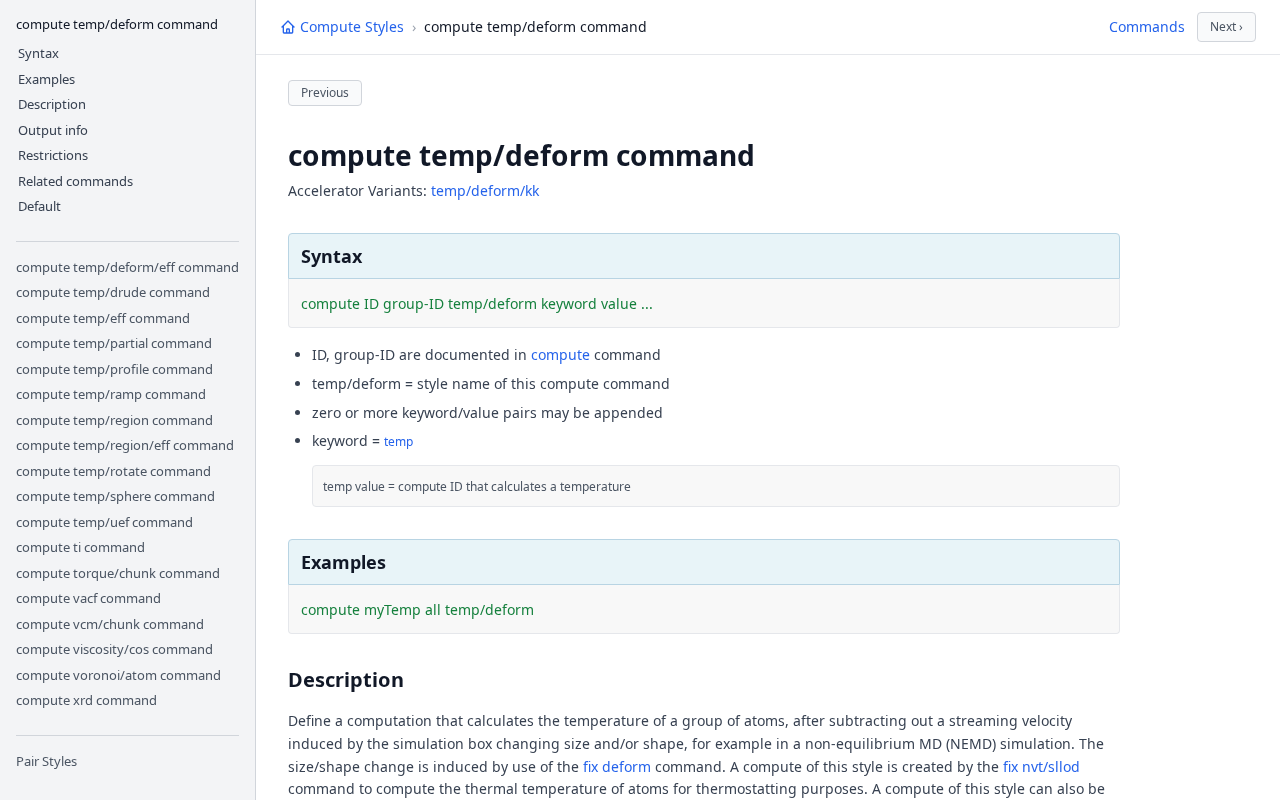 compute temp/deform command
Syntax
Examples
Description
Output info
Restrictions
Related commands
Default
compute temp/deform/eff command
compute temp/drude command
compute temp/eff command
compute temp/partial command
compute temp/profile command
compute temp/ramp command
compute temp/region command
compute temp/region/eff command
compute temp/rotate command
compute temp/sphere command
compute temp/uef command
compute ti command
compute torque/chunk command
compute vacf command
compute vcm/chunk command
compute viscosity/cos command
compute voronoi/atom command
compute xrd command
Pair Styles
Compute Styles › compute temp/deform command
Commands
Next ›
Previous
compute temp/deform command
Accelerator Variants: temp/deform/kk
Syntax
compute ID group-ID temp/deform keyword value ...
• ID, group-ID are documented in compute command
• temp/deform = style name of this compute command
• zero or more keyword/value pairs may be appended
• keyword = temp
temp value = compute ID that calculates a temperature
Examples
compute myTemp all temp/deform
Description
Define a computation that calculates the temperature of a group of atoms, after subtracting out a streaming velocity
induced by the simulation box changing size and/or shape, for example in a non-equilibrium MD (NEMD) simulation. The
size/shape change is induced by use of the fix deform command. A compute of this style is created by the fix nvt/sllod
command to compute the thermal temperature of atoms for thermostatting purposes. A compute of this style can also be